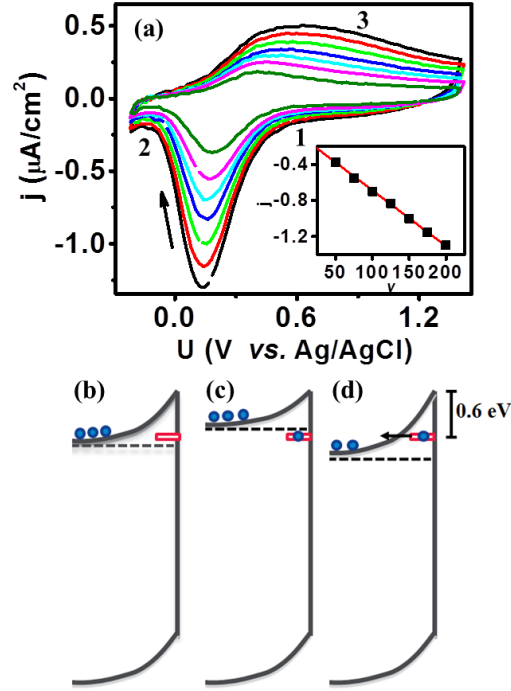 (a)
3
2
1
0.5
0.0
-0.5
-1.0
j (µA/cm²)
0.0 0.6 1.2
U (V vs. Ag/AgCl)
-0.4
-0.8
-1.2
j
50 100 150 200
v
(b) (c) (d)
0.6 eV